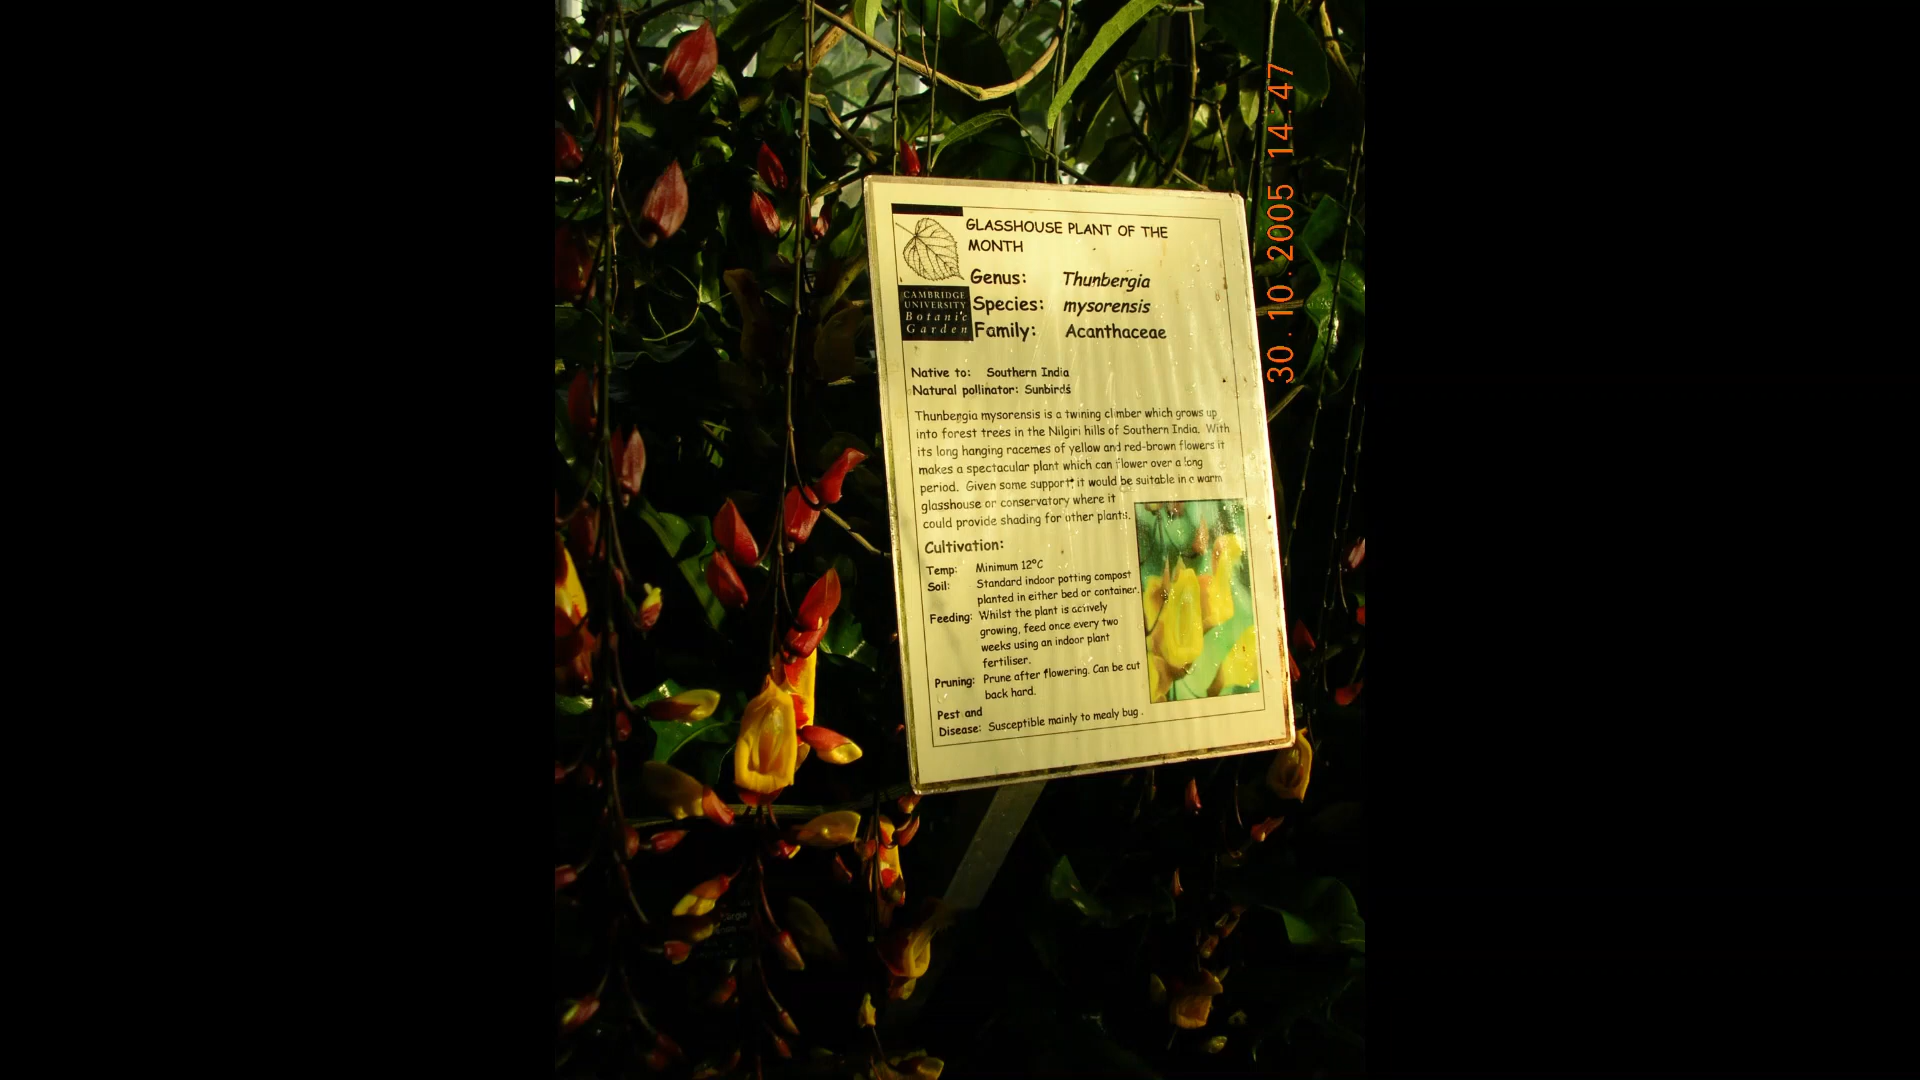 GLASSHOUSE PLANT OF THE
MONTH
CAMBRIDGE
UNIVERSITY
Botanic
Garden
Genus: Thunbergia
Species: mysorensis
Family: Acanthaceae
Native to: Southern India
Natural pollinator: Sunbirds
Thunbergia mysorensis is a twining climber which grows up
into forest trees in the Nilgiri hills of Southern India. With
its long hanging racemes of yellow and red-brown flowers it
makes a spectacular plant which can flower over a long
period. Given some support it would be suitable in a warm
glasshouse or conservatory where it
could provide shading for other plants.
Cultivation:
Temp: Minimum 12°C
Soil: Standard indoor potting compost
planted in either bed or container.
Feeding: Whilst the plant is actively
growing, feed once every two
weeks using an indoor plant
fertiliser.
Pruning: Prune after flowering. Can be cut
back hard.
Pest and
Disease: Susceptible mainly to mealy bug.
30.10.2005 14.47